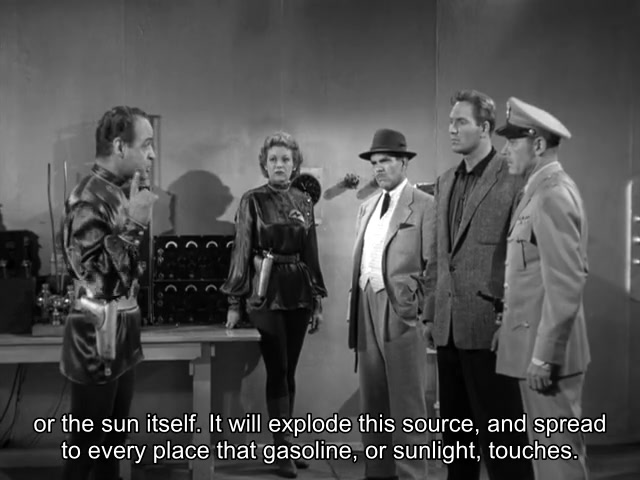 or the sun itself. It will explode this source, and spread
to every place that gasoline, or sunlight, touches.